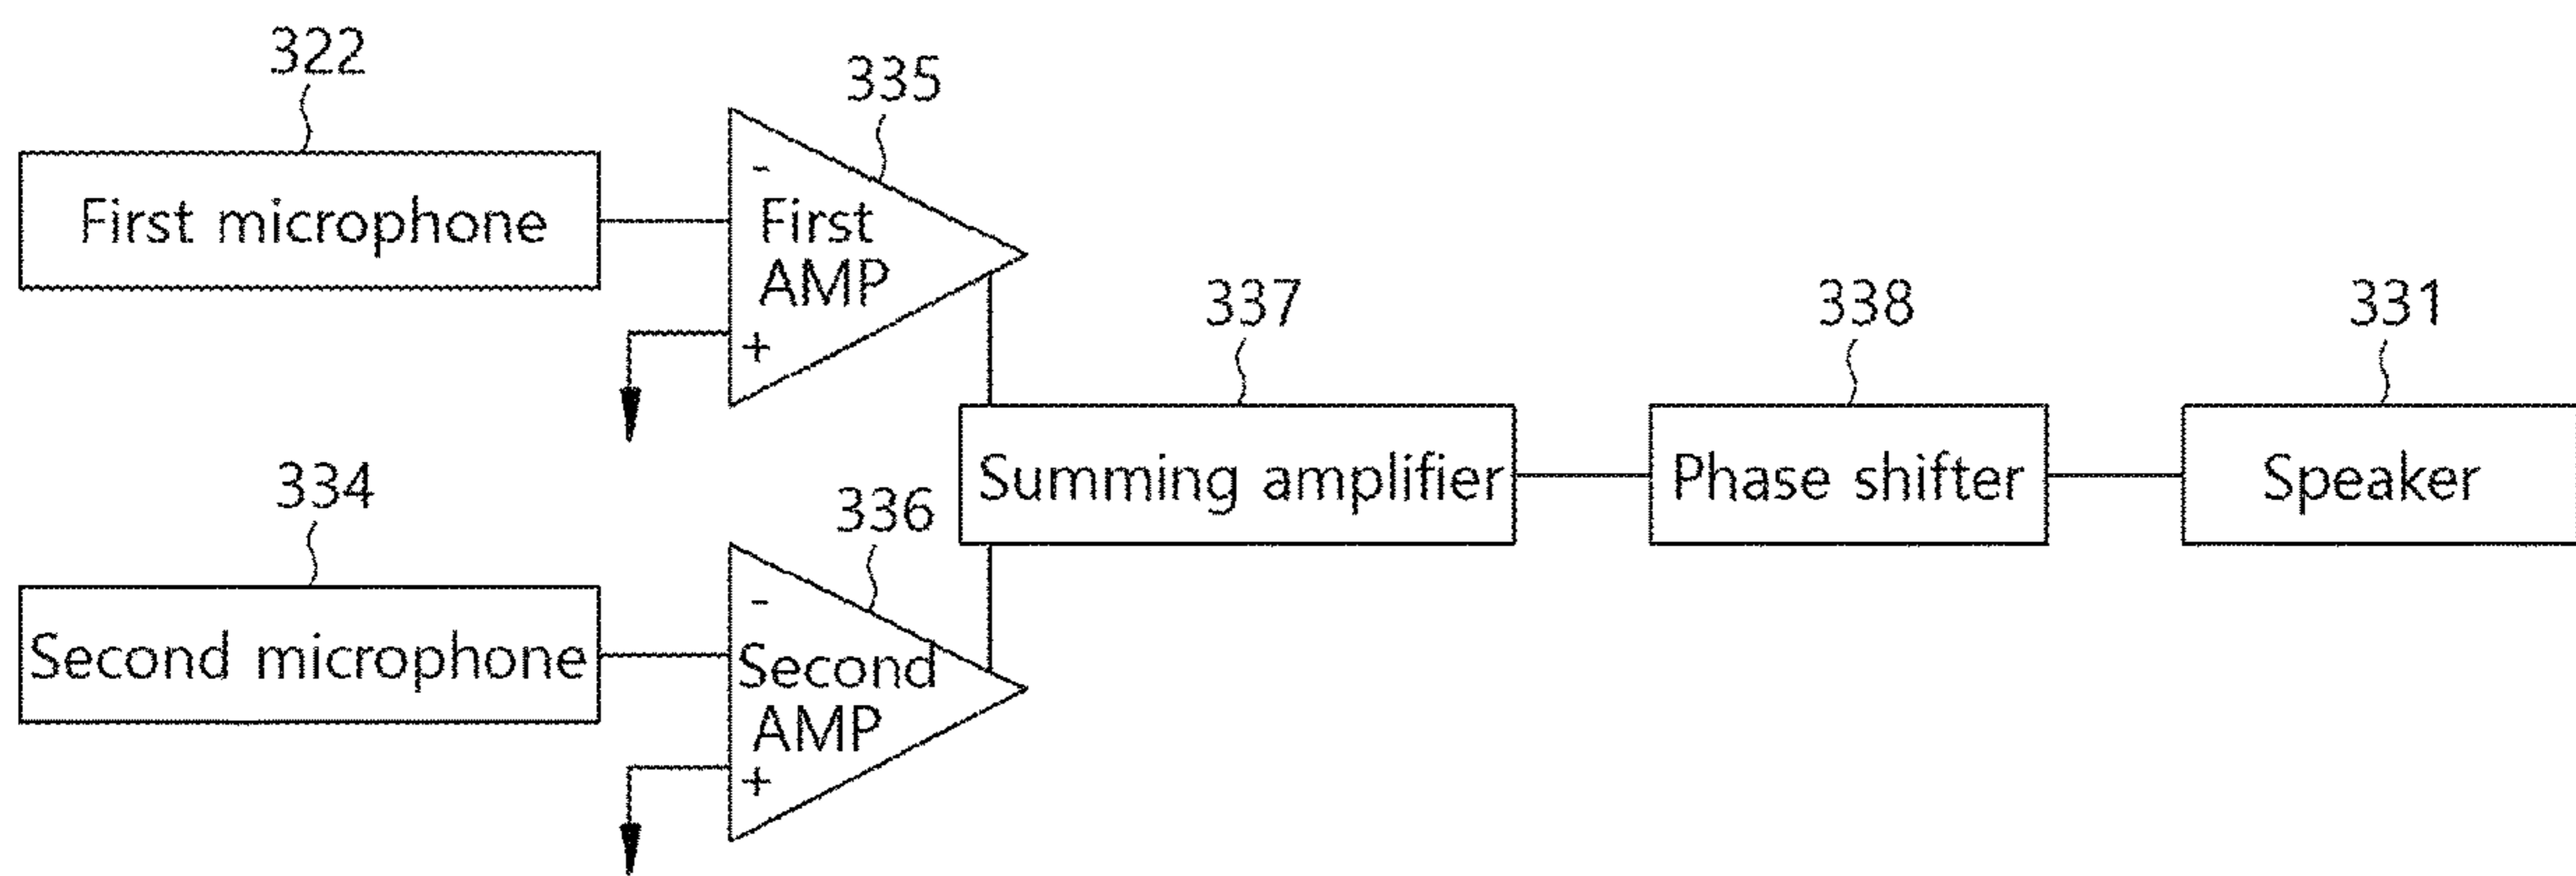 322
335
First microphone
-
First
AMP
+
337
338
331
Summing amplifier
Phase shifter
Speaker
334
336
Second microphone
-
Second
AMP
+